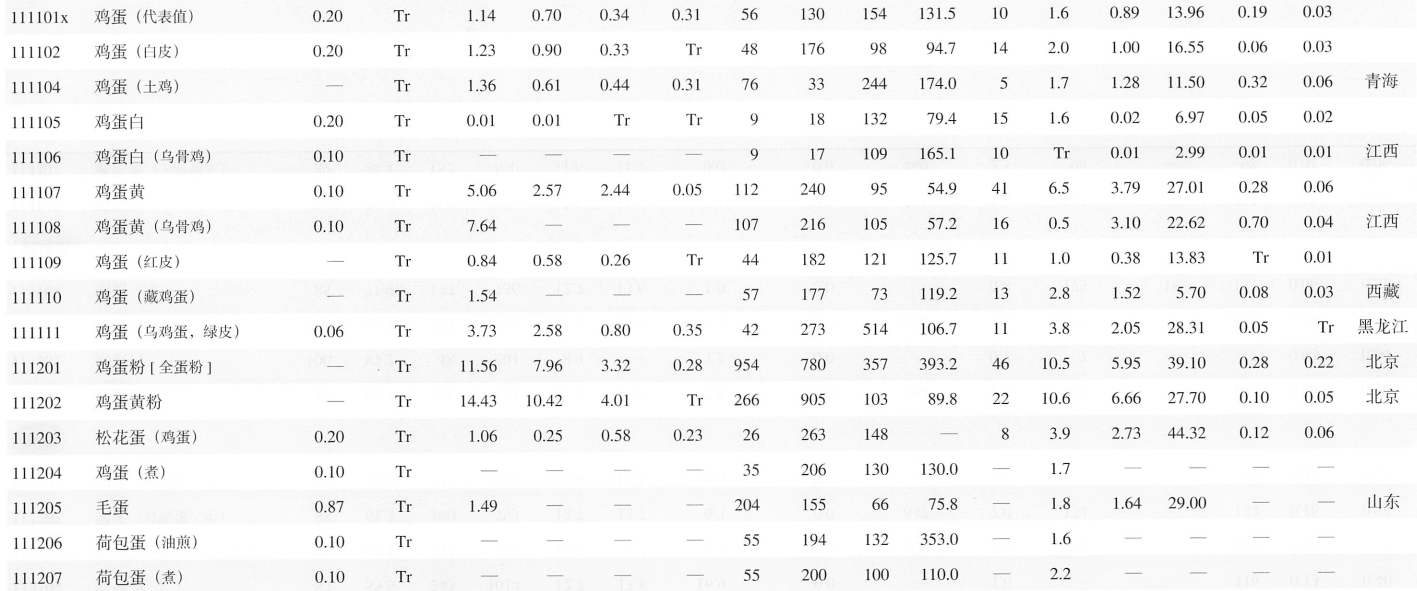 111101x 鸡蛋（代表值） 0.20 Tr 1.14 0.70 0.34 0.31 56 130 154 131.5 10 1.6 0.89 13.96 0.19 0.03
111102 鸡蛋（白皮） 0.20 Tr 1.23 0.90 0.33 Tr 48 176 98 94.7 14 2.0 1.00 16.55 0.06 0.03
111104 鸡蛋（土鸡） — Tr 1.36 0.61 0.44 0.31 76 33 244 174.0 5 1.7 1.28 11.50 0.32 0.06 青海
111105 鸡蛋白 0.20 Tr 0.01 0.01 Tr Tr 9 18 132 79.4 15 1.6 0.02 6.97 0.05 0.02
111106 鸡蛋白（乌骨鸡） 0.10 Tr — — — — 9 17 109 165.1 10 Tr 0.01 2.99 0.01 0.01 江西
111107 鸡蛋黄 0.10 Tr 5.06 2.57 2.44 0.05 112 240 95 54.9 41 6.5 3.79 27.01 0.28 0.06
111108 鸡蛋黄（乌骨鸡） 0.10 Tr 7.64 — — — 107 216 105 57.2 16 0.5 3.10 22.62 0.70 0.04 江西
111109 鸡蛋（红皮） — Tr 0.84 0.58 0.26 Tr 44 182 121 125.7 11 1.0 0.38 13.83 Tr 0.01
111110 鸡蛋（藏鸡蛋） — Tr 1.54 — — — 57 177 73 119.2 13 2.8 1.52 5.70 0.08 0.03 西藏
111111 鸡蛋（乌鸡蛋，绿皮） 0.06 Tr 3.73 2.58 0.80 0.35 42 273 514 106.7 11 3.8 2.05 28.31 0.05 Tr 黑龙江
111201 鸡蛋粉 [ 全蛋粉 ] — Tr 11.56 7.96 3.32 0.28 954 780 357 393.2 46 10.5 5.95 39.10 0.28 0.22 北京
111202 鸡蛋黄粉 — Tr 14.43 10.42 4.01 Tr 266 905 103 89.8 22 10.6 6.66 27.70 0.10 0.05 北京
111203 松花蛋（鸡蛋） 0.20 Tr 1.06 0.25 0.58 0.23 26 263 148 — 8 3.9 2.73 44.32 0.12 0.06
111204 鸡蛋（煮） 0.10 Tr — — — — 35 206 130 130.0 — 1.7 — — — —
111205 毛蛋 0.87 Tr 1.49 — — — 204 155 66 75.8 — 1.8 1.64 29.00 — — 山东
111206 荷包蛋（油煎） 0.10 Tr — — — — 55 194 132 353.0 — 1.6 — — — —
111207 荷包蛋（煮） 0.10 Tr — — — — 55 200 100 110.0 — 2.2 — — — —